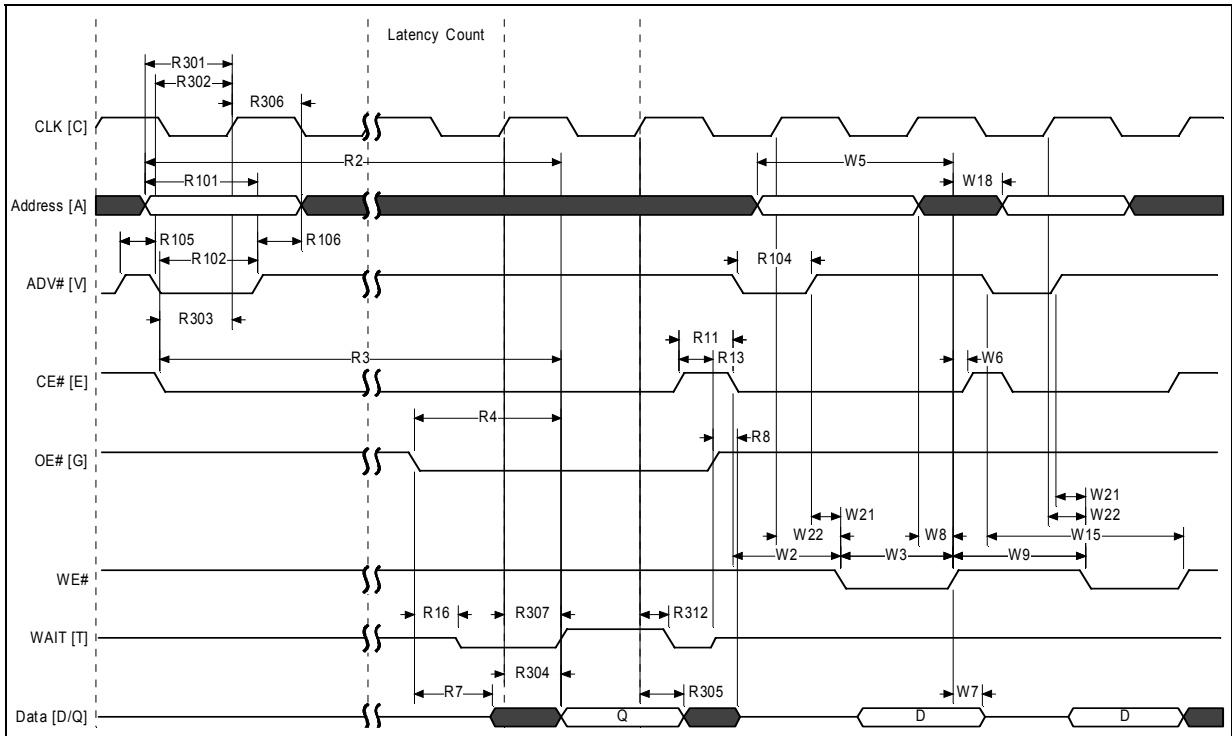 Latency Count
R301
R302
R306
CLK [C]
R2
W5
R101
W18
Address [A]
R105
R106
R102
R104
ADV# [V]
R303
R11
R3
R13
W6
CE# [E]
R4
R8
OE# [G]
W21
W21
W22
W22
W8
W15
W2
W3
W9
WE#
R16
R307
R312
WAIT [T]
R304
R7
R305
W7
Data [D/Q]
Q
D
D